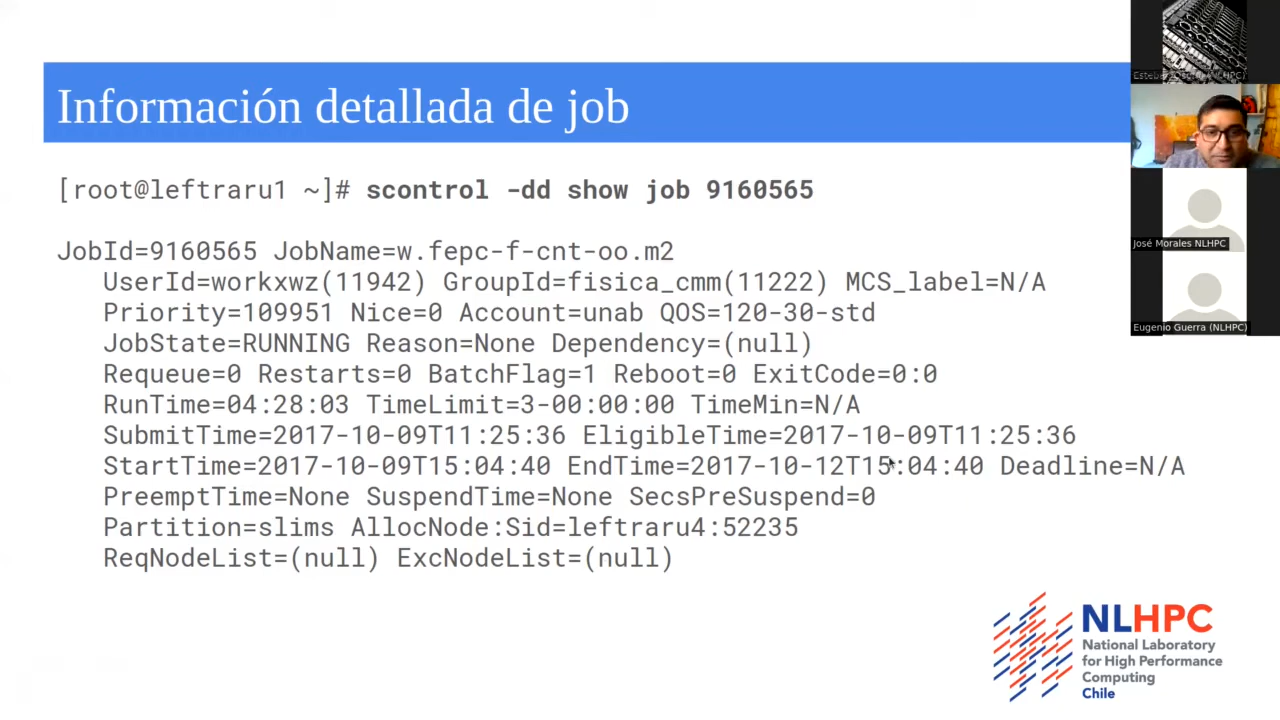 Información detallada de job
[root@leftraru1 ~]# scontrol -dd show job 9160565
JobId=9160565 JobName=w.fepc-f-cnt-oo.m2
UserId=workxwz(11942) GroupId=fisica_cmm(11222) MCS_label=N/A
Priority=109951 Nice=0 Account=unab QOS=120-30-std
JobState=RUNNING Reason=None Dependency=(null)
Requeue=0 Restarts=0 BatchFlag=1 Reboot=0 ExitCode=0:0
RunTime=04:28:03 TimeLimit=3-00:00:00 TimeMin=N/A
SubmitTime=2017-10-09T11:25:36 EligibleTime=2017-10-09T11:25:36
StartTime=2017-10-09T15:04:40 EndTime=2017-10-12T15:04:40 Deadline=N/A
PreemptTime=None SuspendTime=None SecsPreSuspend=0
Partition=slims AllocNode:Sid=leftraru4:52235
ReqNodeList=(null) ExcNodeList=(null)
José Morales NLHPC
Eugenio Guerra (NLHPC)
NLHPC
National Laboratory
for High Performance
Computing
Chile